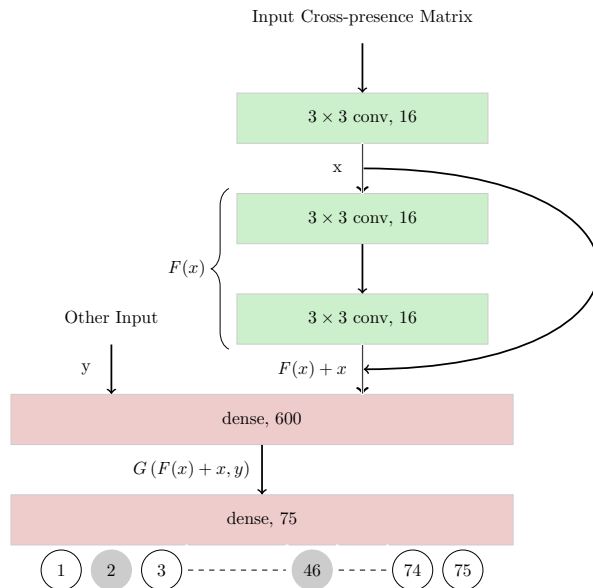 Input Cross-presence Matrix
3 × 3 conv, 16
x
3 × 3 conv, 16
F(x)
3 × 3 conv, 16
Other Input
y
F(x) + x
dense, 600
G (F(x) + x, y)
dense, 75
1 2 3 46 74 75